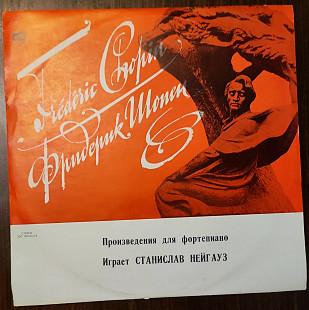 Frédéric Chopin
Фридерик Шопен
Произведения для фортепиано
Играет СТАНИСЛАВ НЕЙГАУЗ